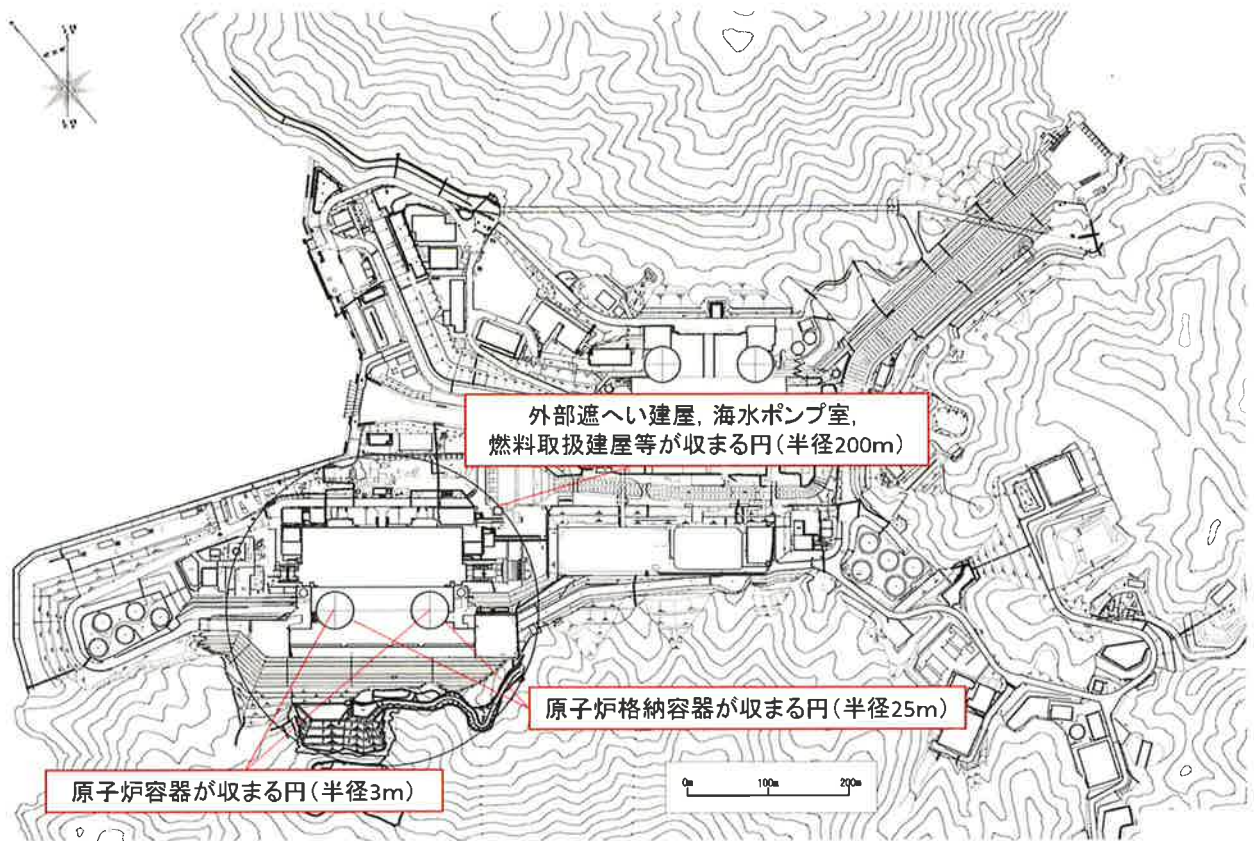 外部遮へい建屋，海水ポンプ室，
燃料取扱建屋等が収まる円（半径200m）
原子炉格納容器が収まる円（半径25m）
原子炉容器が収まる円（半径3m）
0m 100m 200m